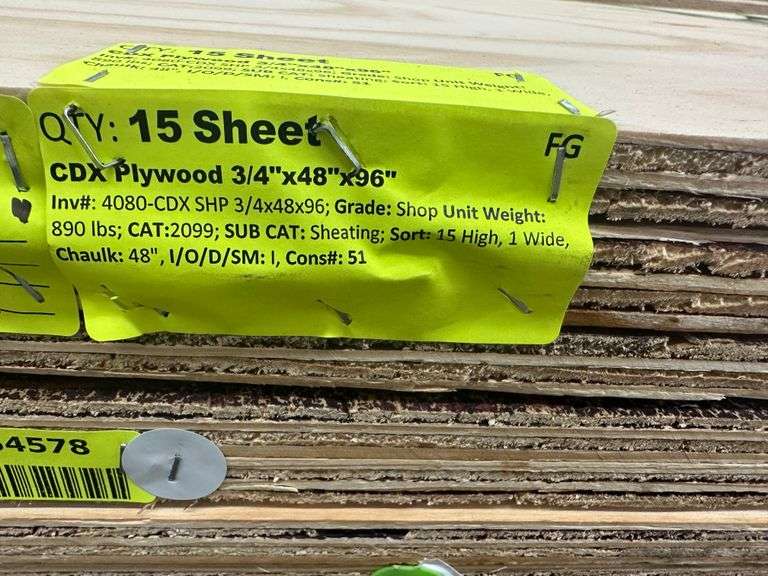 QTY: 15 Sheet
FG
CDX Plywood 3/4"x48"x96"
Inv#: 4080-CDX SHP 3/4x48x96; Grade: Shop Unit Weight:
890 lbs; CAT:2099; SUB CAT: Sheating; Sort: 15 High, 1 Wide,
Chaulk: 48", I/O/D/SM: I, Cons#: 51
4578